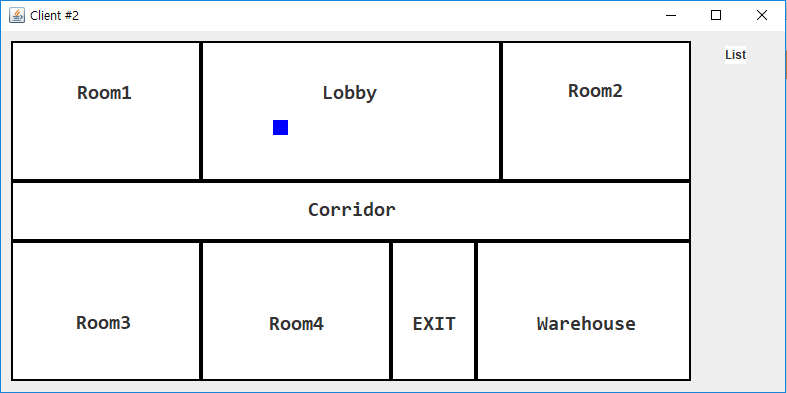 Client #2
List
Room1
Lobby
Room2
Corridor
Room3
Room4
EXIT
Warehouse